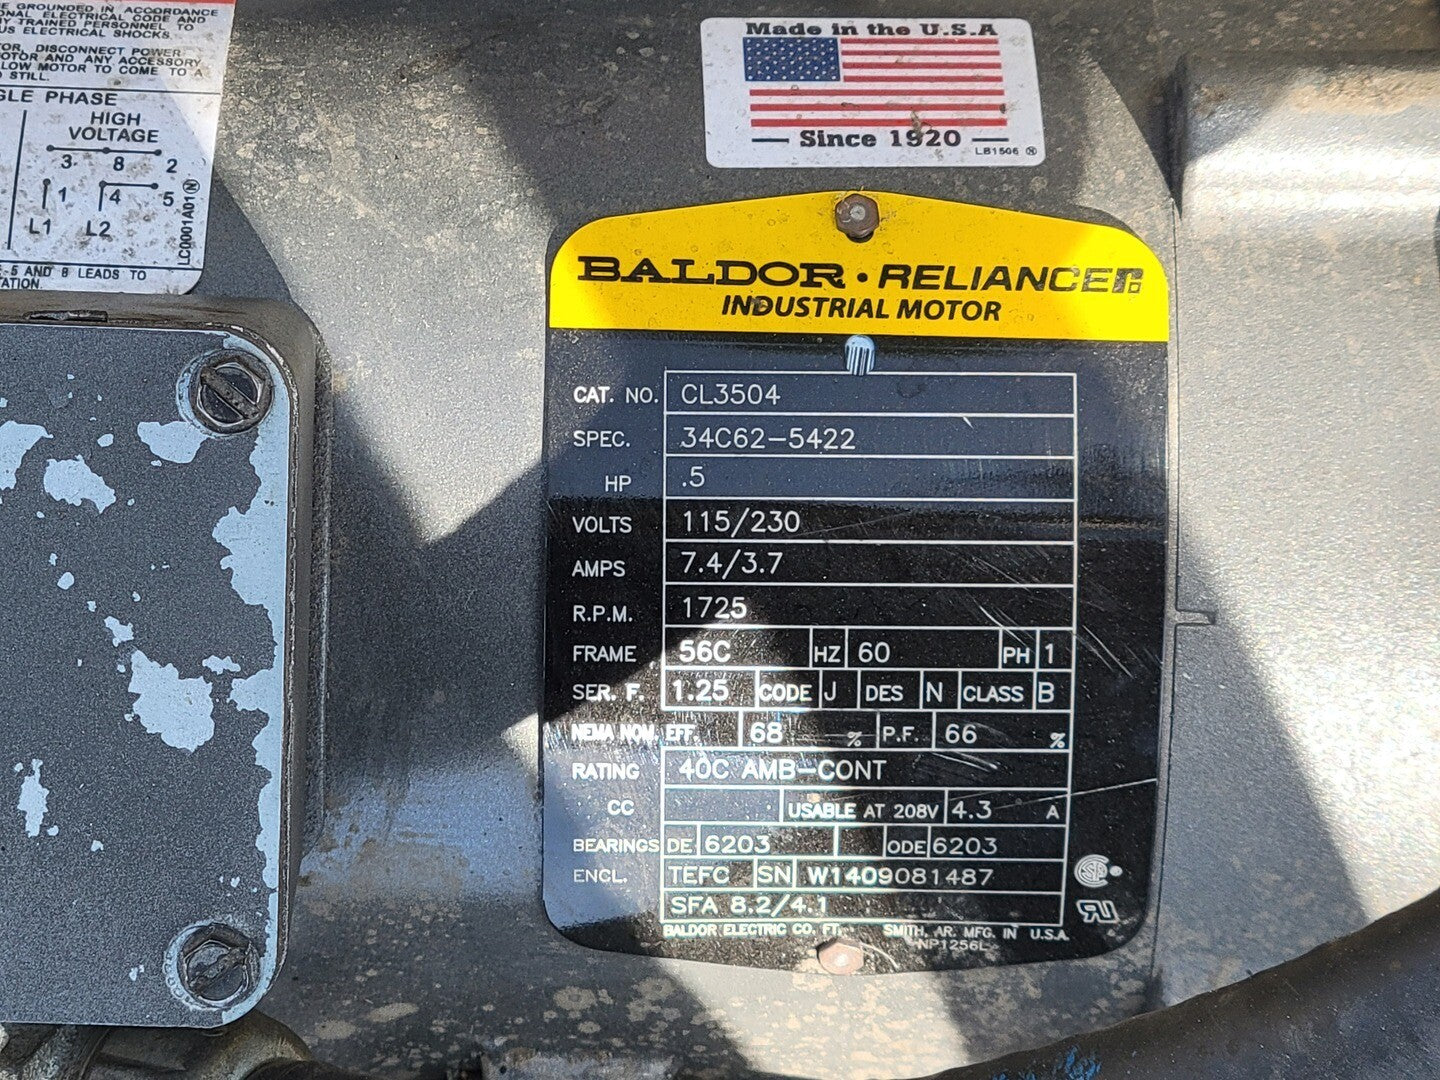 E GROUNDED IN ACCORDANCE
ONAL ELECTRICAL CODE AND
Y TRAINED PERSONNEL TO
US ELECTRICAL SHOCKS.
TOR, DISCONNECT POWER
OTOR AND ANY ACCESSORY
LOW MOTOR TO COME TO A
STILL.
GLE PHASE
HIGH
VOLTAGE
3 8 2
1 4 5
L1 L2
LC0001A01
5 AND 8 LEADS TO
TATION.
Made in the U.S.A
Since 1920
LB1506
BALDOR · RELIANCER
INDUSTRIAL MOTOR
CAT. NO. CL3504
SPEC. 34C62-5422
HP .5
VOLTS 115/230
AMPS 7.4/3.7
R.P.M. 1725
FRAME 56C HZ 60 PH 1
SER. F. 1.25 CODE J DES N CLASS B
NEMA NOM. EFF. 68 % P.F. 66 %
RATING 40C AMB-CONT
CC USABLE AT 208V 4.3 A
BEARINGS DE 6203 ODE 6203
ENCL. TEFC SN W1409081487
SFA 8.2/4.1
BALDOR ELECTRIC CO. FT. SMITH, AR. MFG. IN U.S.A.
NP1256L